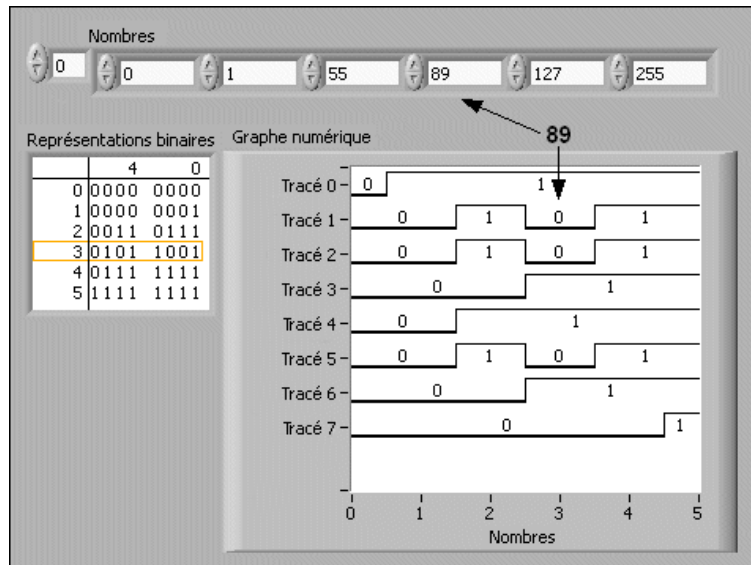 Nombres
0 0 1 55 89 127 255
89
Représentations binaires
4 0
0 0000 0000
1 0000 0001
2 0011 0111
3 0101 1001
4 0111 1111
5 1111 1111
Graphe numérique
Tracé 0 0 1
Tracé 1 0 1 0 1
Tracé 2 0 1 0 1
Tracé 3 0 1
Tracé 4 0 1
Tracé 5 0 1 0 1
Tracé 6 0 1
Tracé 7 0 1
0 1 2 3 4 5
Nombres